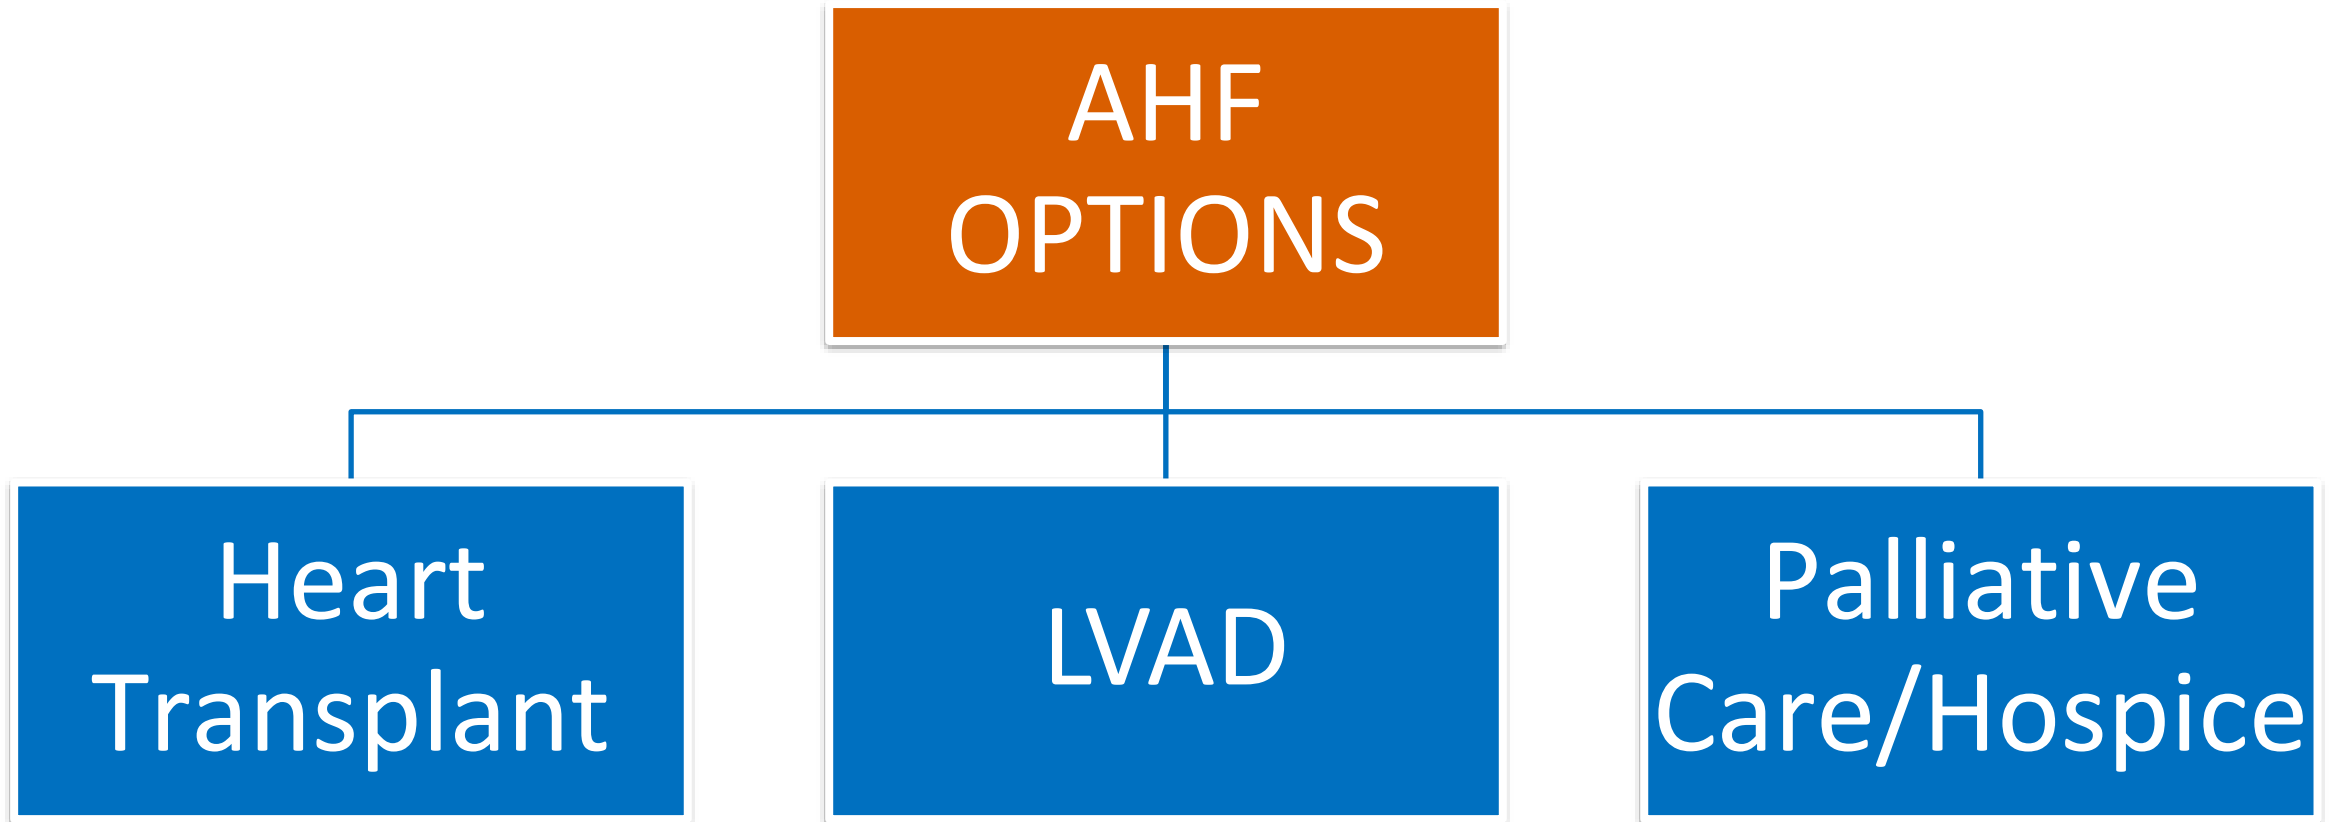 AHF
OPTIONS
Heart
Transplant
LVAD
Palliative
Care/Hospice